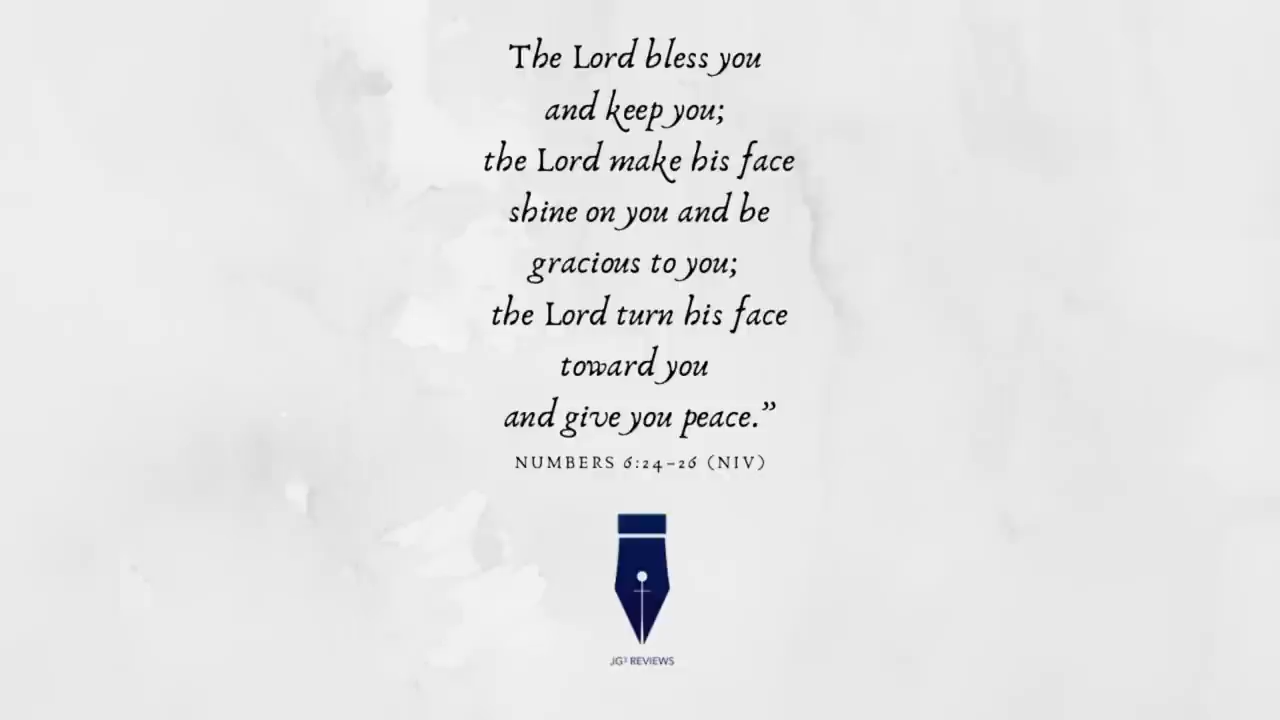 The Lord bless you
and keep you;
the Lord make his face
shine on you and be
gracious to you;
the Lord turn his face
toward you
and give you peace.”
NUMBERS 6:24–26 (NIV)
JG³ REVIEWS